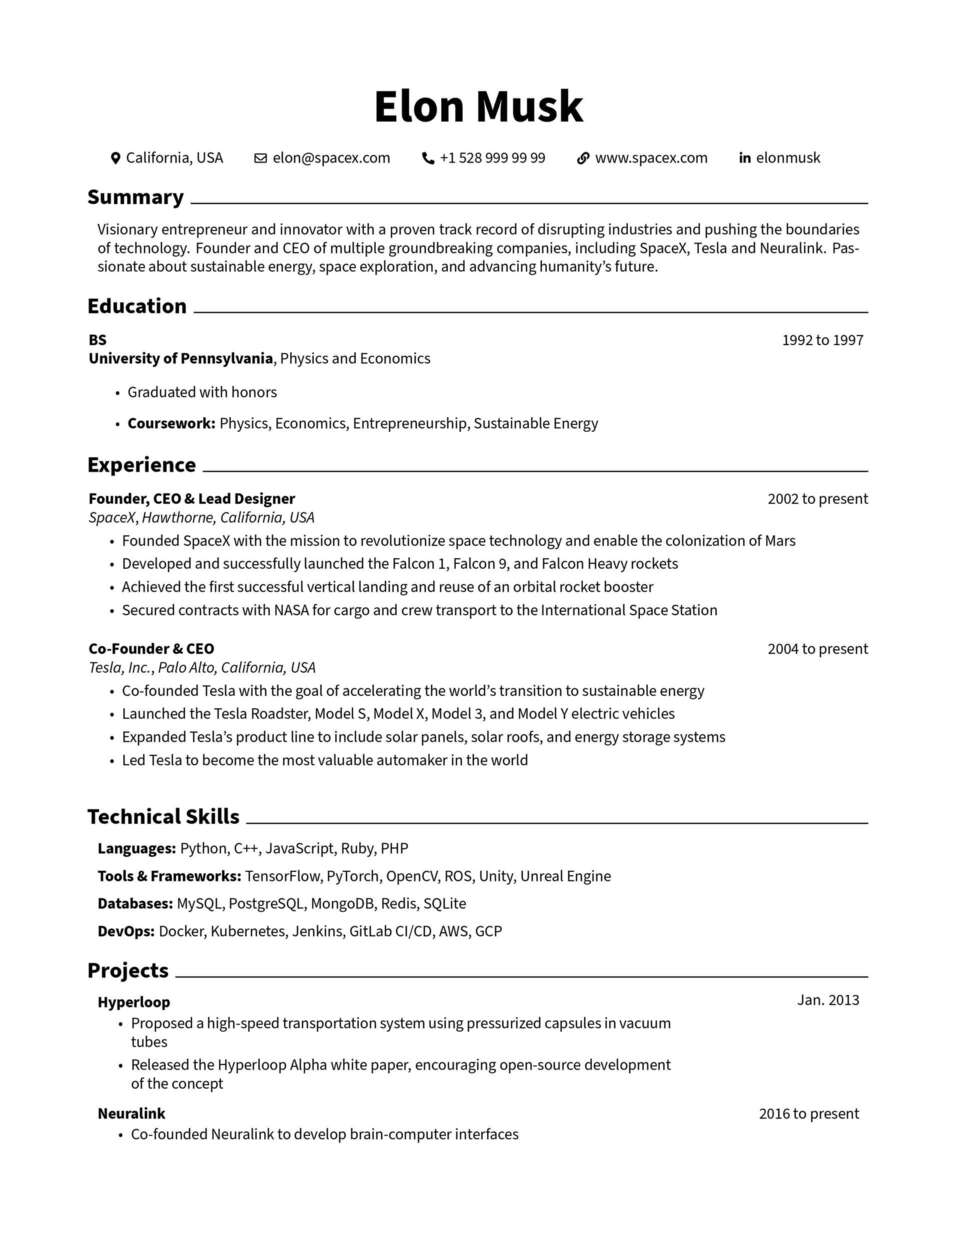 Elon Musk
California, USA elon@spacex.com +1 528 999 99 99 www.spacex.com elonmusk
Summary
Visionary entrepreneur and innovator with a proven track record of disrupting industries and pushing the boundaries
of technology. Founder and CEO of multiple groundbreaking companies, including SpaceX, Tesla and Neuralink. Pas-
sionate about sustainable energy, space exploration, and advancing humanity’s future.
Education
BS 1992 to 1997
University of Pennsylvania, Physics and Economics
• Graduated with honors
• Coursework: Physics, Economics, Entrepreneurship, Sustainable Energy
Experience
Founder, CEO & Lead Designer 2002 to present
SpaceX, Hawthorne, California, USA
• Founded SpaceX with the mission to revolutionize space technology and enable the colonization of Mars
• Developed and successfully launched the Falcon 1, Falcon 9, and Falcon Heavy rockets
• Achieved the first successful vertical landing and reuse of an orbital rocket booster
• Secured contracts with NASA for cargo and crew transport to the International Space Station
Co-Founder & CEO 2004 to present
Tesla, Inc., Palo Alto, California, USA
• Co-founded Tesla with the goal of accelerating the world’s transition to sustainable energy
• Launched the Tesla Roadster, Model S, Model X, Model 3, and Model Y electric vehicles
• Expanded Tesla’s product line to include solar panels, solar roofs, and energy storage systems
• Led Tesla to become the most valuable automaker in the world
Technical Skills
Languages: Python, C++, JavaScript, Ruby, PHP
Tools & Frameworks: TensorFlow, PyTorch, OpenCV, ROS, Unity, Unreal Engine
Databases: MySQL, PostgreSQL, MongoDB, Redis, SQLite
DevOps: Docker, Kubernetes, Jenkins, GitLab CI/CD, AWS, GCP
Projects
Hyperloop Jan. 2013
• Proposed a high-speed transportation system using pressurized capsules in vacuum
tubes
• Released the Hyperloop Alpha white paper, encouraging open-source development
of the concept
Neuralink 2016 to present
• Co-founded Neuralink to develop brain-computer interfaces